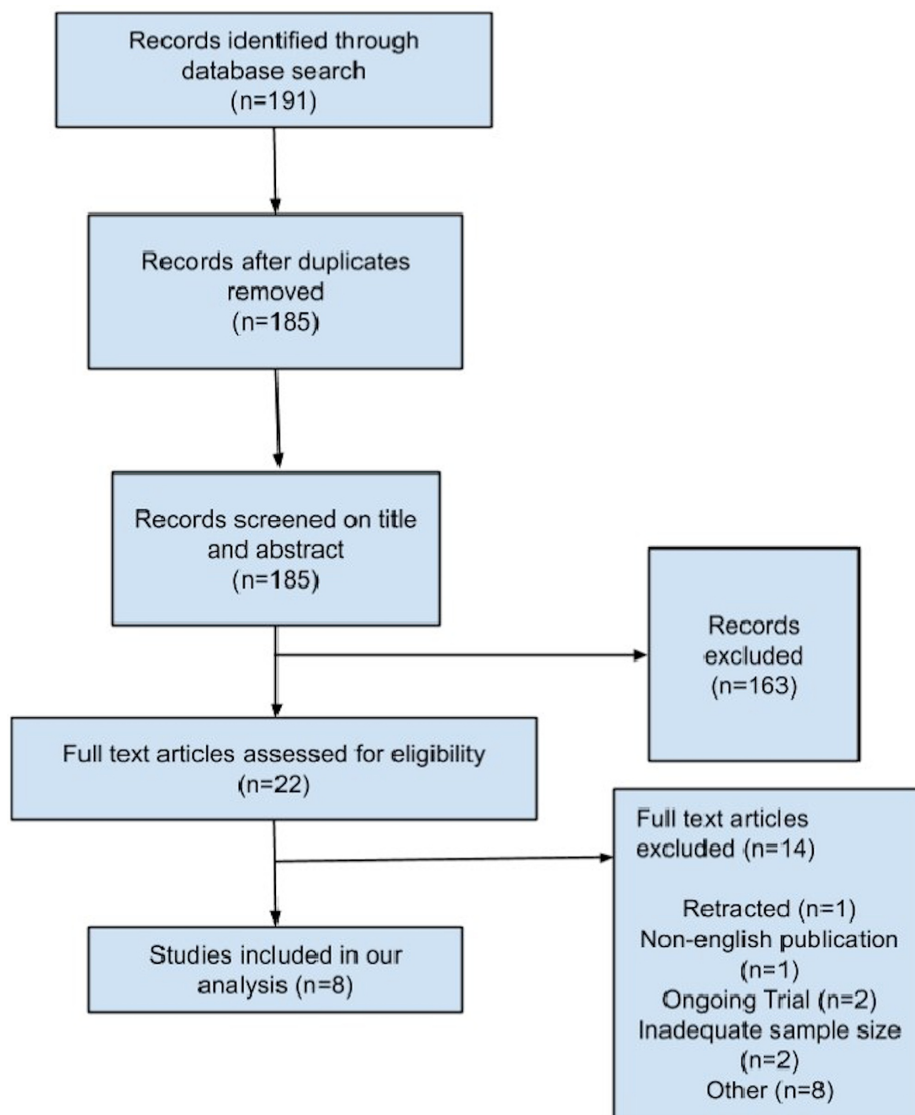 Records identified through
database search
(n=191)
Records after duplicates
removed
(n=185)
Records screened on title
and abstract
(n=185)
Records
excluded
(n=163)
Full text articles assessed for eligibility
(n=22)
Full text articles
excluded (n=14)
Retracted (n=1)
Non-english publication
(n=1)
Ongoing Trial (n=2)
Inadequate sample size
(n=2)
Other (n=8)
Studies included in our
analysis (n=8)